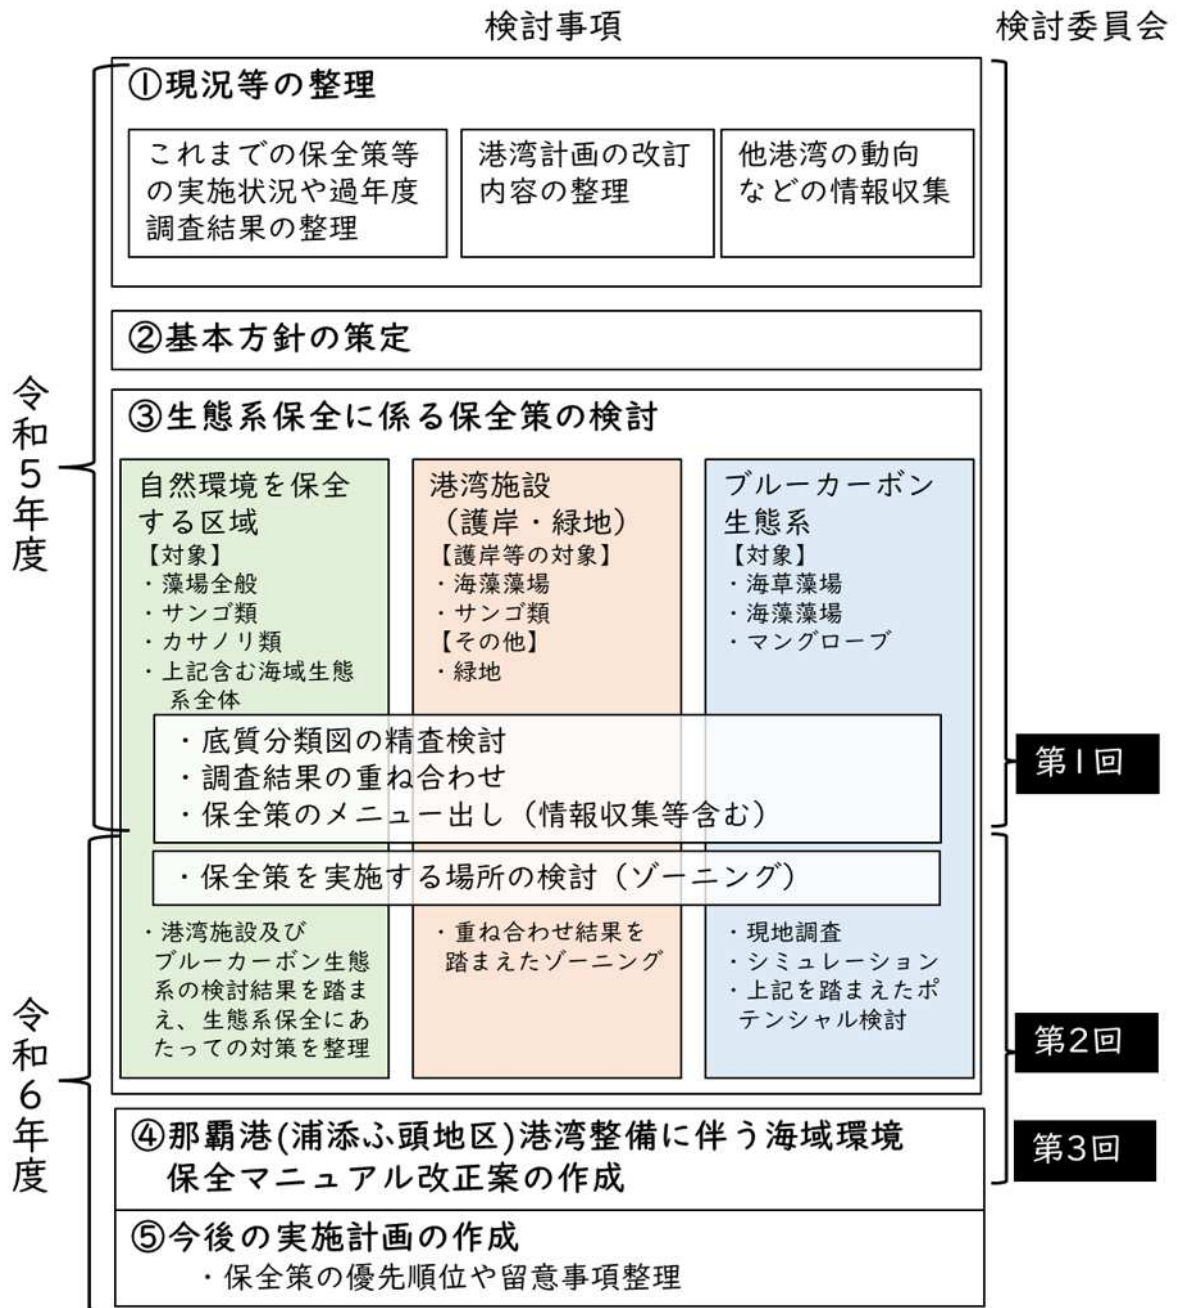 検討事項
検討委員会
①現況等の整理
これまでの保全策等
の実施状況や過年度
調査結果の整理
港湾計画の改訂
内容の整理
他港湾の動向
などの情報収集
②基本方針の策定
③生態系保全に係る保全策の検討
自然環境を保全
する区域
【対象】
・藻場全般
・サンゴ類
・カサノリ類
・上記含む海域生態
系全体
港湾施設
（護岸・緑地）
【護岸等の対象】
・海藻藻場
・サンゴ類
【その他】
・緑地
ブルーカーボン
生態系
【対象】
・海草藻場
・海藻藻場
・マングローブ
・底質分類図の精査検討
・調査結果の重ね合わせ
・保全策のメニュー出し（情報収集等含む）
・保全策を実施する場所の検討（ゾーニング）
・港湾施設及び
ブルーカーボン生態
系の検討結果を踏ま
え、生態系保全にあ
たっての対策を整理
・重ね合わせ結果を
踏まえたゾーニング
・現地調査
・シミュレーション
・上記を踏まえたポ
テンシャル検討
④那覇港(浦添ふ頭地区)港湾整備に伴う海域環境
保全マニュアル改正案の作成
⑤今後の実施計画の作成
・保全策の優先順位や留意事項整理
令和5年度
令和6年度
第1回
第2回
第3回